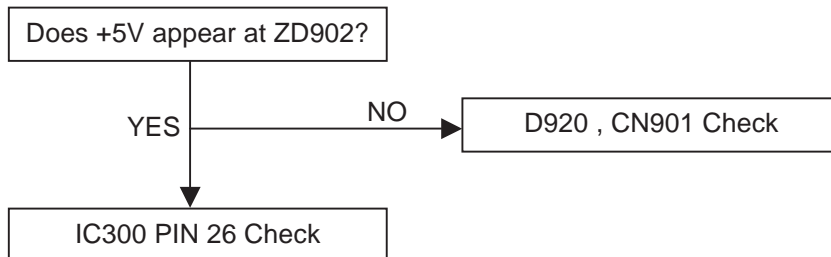 Does +5V appear at ZD902?
YES
NO
D920 , CN901 Check
IC300 PIN 26 Check